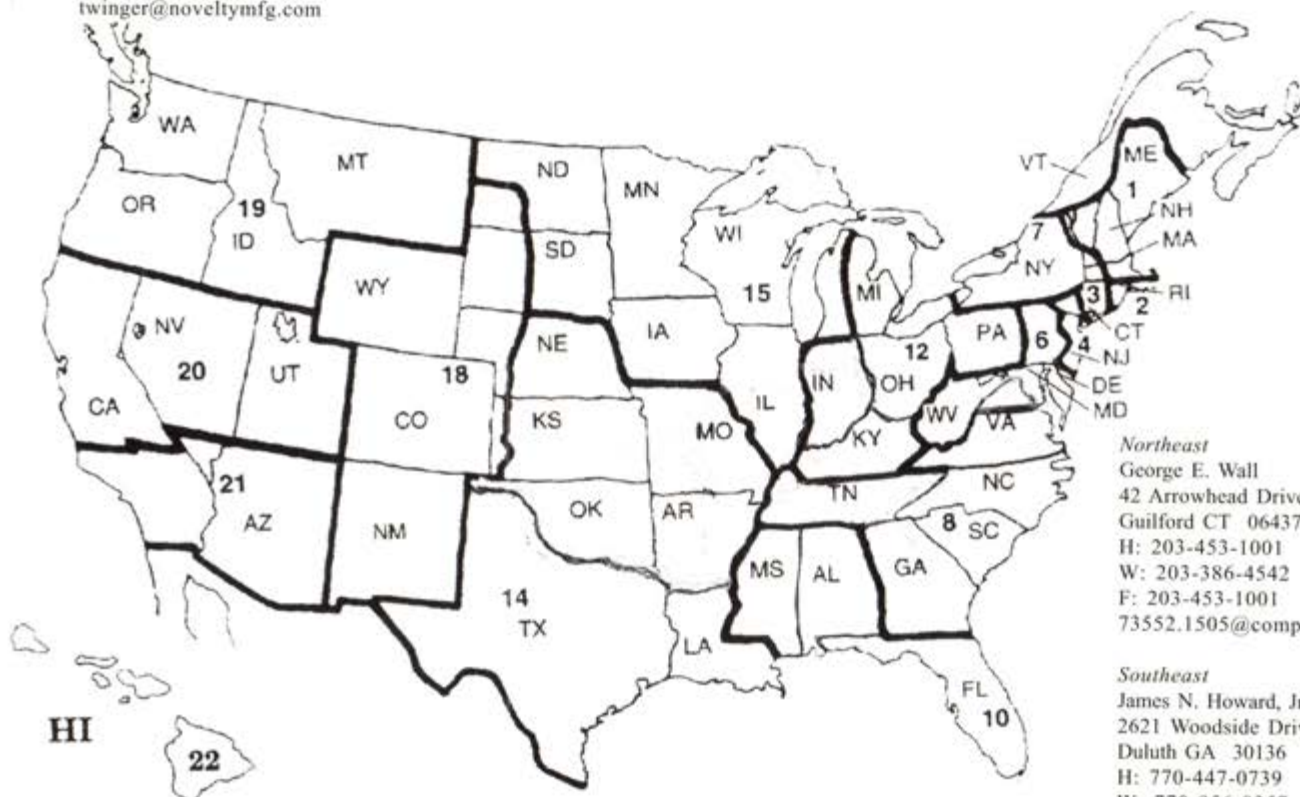 twinger@noveltymfg.com
WA
MT
ND
MN
VT
ME
1
OR
19
ID
SD
WI
7
NH
MA
NY
WY
15
MI
3
RI
2
NV
IA
PA
6
CT
4
NJ
20
UT
18
NE
12
IN
OH
DE
MD
CA
CO
KS
MO
IL
WV
VA
KY
21
AZ
NM
OK
AR
TN
NC
8
SC
14
TX
MS
AL
GA
LA
FL
10
HI
22
Northeast
George E. Wall
42 Arrowhead Drive
Guilford CT 06437
H: 203-453-1001
W: 203-386-4542
F: 203-453-1001
73552.1505@comp
Southeast
James N. Howard, Jr
2621 Woodside Driv
Duluth GA 30136
H: 770-447-0739